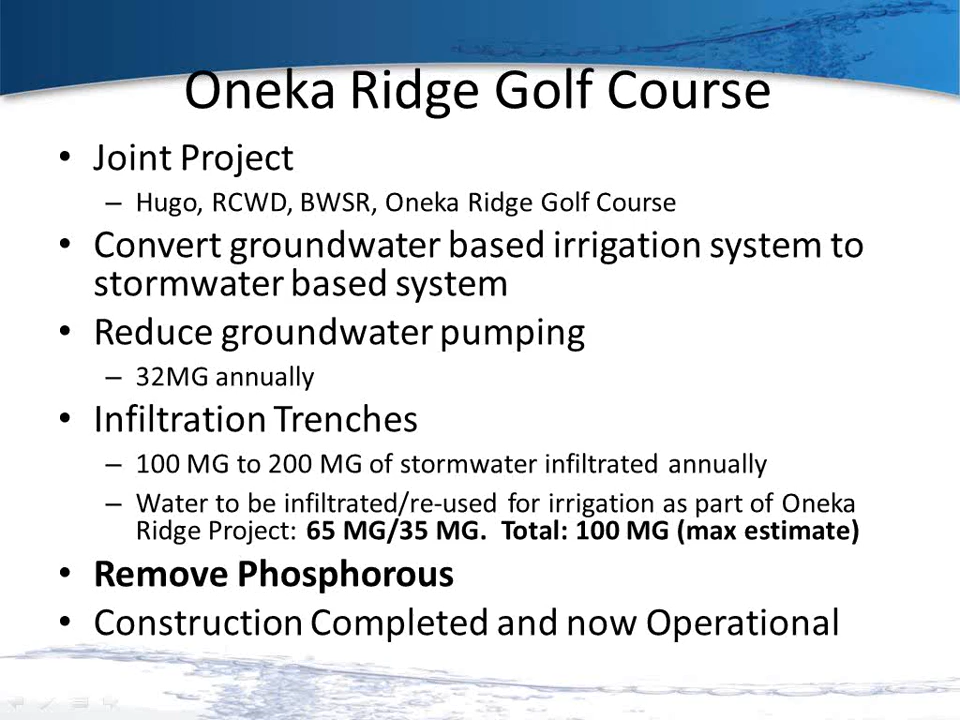 Oneka Ridge Golf Course
• Joint Project
– Hugo, RCWD, BWSR, Oneka Ridge Golf Course
• Convert groundwater based irrigation system to
stormwater based system
• Reduce groundwater pumping
– 32MG annually
• Infiltration Trenches
– 100 MG to 200 MG of stormwater infiltrated annually
– Water to be infiltrated/re-used for irrigation as part of Oneka
Ridge Project: 65 MG/35 MG. Total: 100 MG (max estimate)
• Remove Phosphorous
• Construction Completed and now Operational